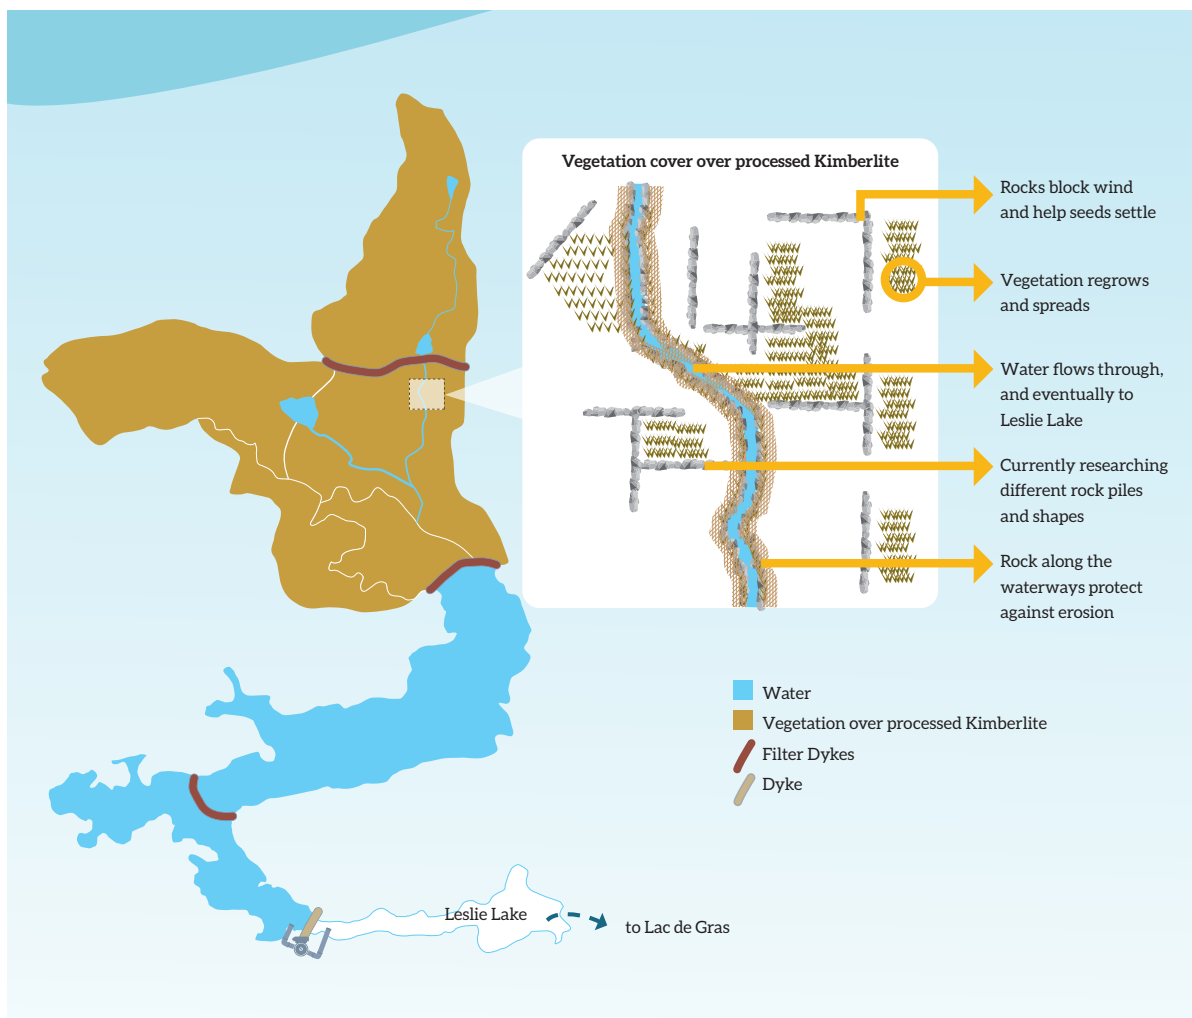 Vegetation cover over processed Kimberlite
Rocks block wind
and help seeds settle
Vegetation regrows
and spreads
Water flows through,
and eventually to
Leslie Lake
Currently researching
different rock piles
and shapes
Rock along the
waterways protect
against erosion
Water
Vegetation over processed Kimberlite
Filter Dykes
Dyke
Leslie Lake
to Lac de Gras